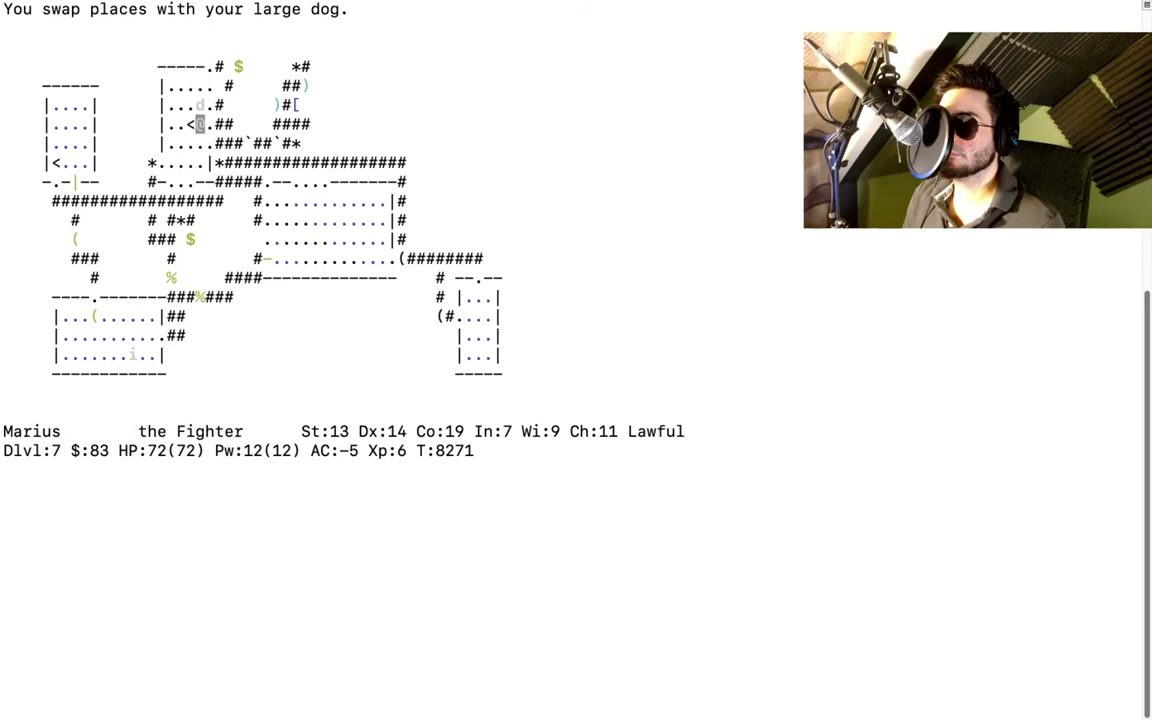 You swap places with your large dog.
-----.# $ *#
------ |..... # ##)
|....| |...d.# )#[
|....| |..<@.## ####
|....| |.....###`##`#*
|<...| *.....|*####################
-.-|-- #-...--#####.--....-------#
################## #.............|#
# # #*# #.............|#
( ### $ .............|#
### # #-.............(########
# % ####-------------- # --.--
----.-------###%### # |...|
|...(......|## (#....|
|...........## |...|
|.......i..| |...|
------------ -----
Marius the Fighter St:13 Dx:14 Co:19 In:7 Wi:9 Ch:11 Lawful
Dlvl:7 $:83 HP:72(72) Pw:12(12) AC:-5 Xp:6 T:8271